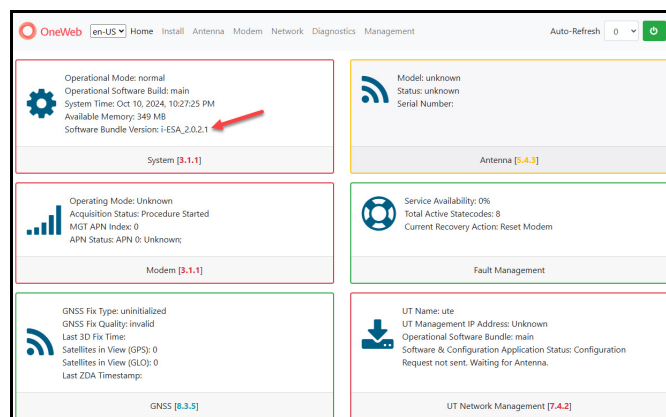 OneWeb en-US Home Install Antenna Modem Network Diagnostics Management Auto-Refresh 0
Operational Mode: normal
Operational Software Build: main
System Time: Oct 10, 2024, 10:27:25 PM
Available Memory: 349 MB
Software Bundle Version: i-ESA_2.0.2.1
System [3.1.1]
Model: unknown
Status: unknown
Serial Number:
Antenna [5.4.3]
Operating Mode: Unknown
Acquisition Status: Procedure Started
MGT APN Index: 0
APN Status: APN 0: Unknown;
Modem [3.1.1]
Service Availability: 0%
Total Active Statecodes: 8
Current Recovery Action: Reset Modem
Fault Management
GNSS Fix Type: uninitialized
GNSS Fix Quality: invalid
Last 3D Fix Time:
Satellites in View (GPS): 0
Satellites in View (GLO): 0
Last ZDA Timestamp:
GNSS [8.3.5]
UT Name: ute
UT Management IP Address: Unknown
Operational Software Bundle: main
Software & Configuration Application Status: Configuration
Request not sent. Waiting for Antenna.
UT Network Management [7.4.2]